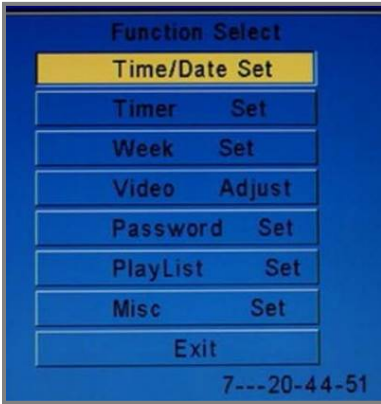 Function Select
Time/Date Set
Timer Set
Week Set
Video Adjust
Password Set
PlayList Set
Misc Set
Exit
7---20-44-51